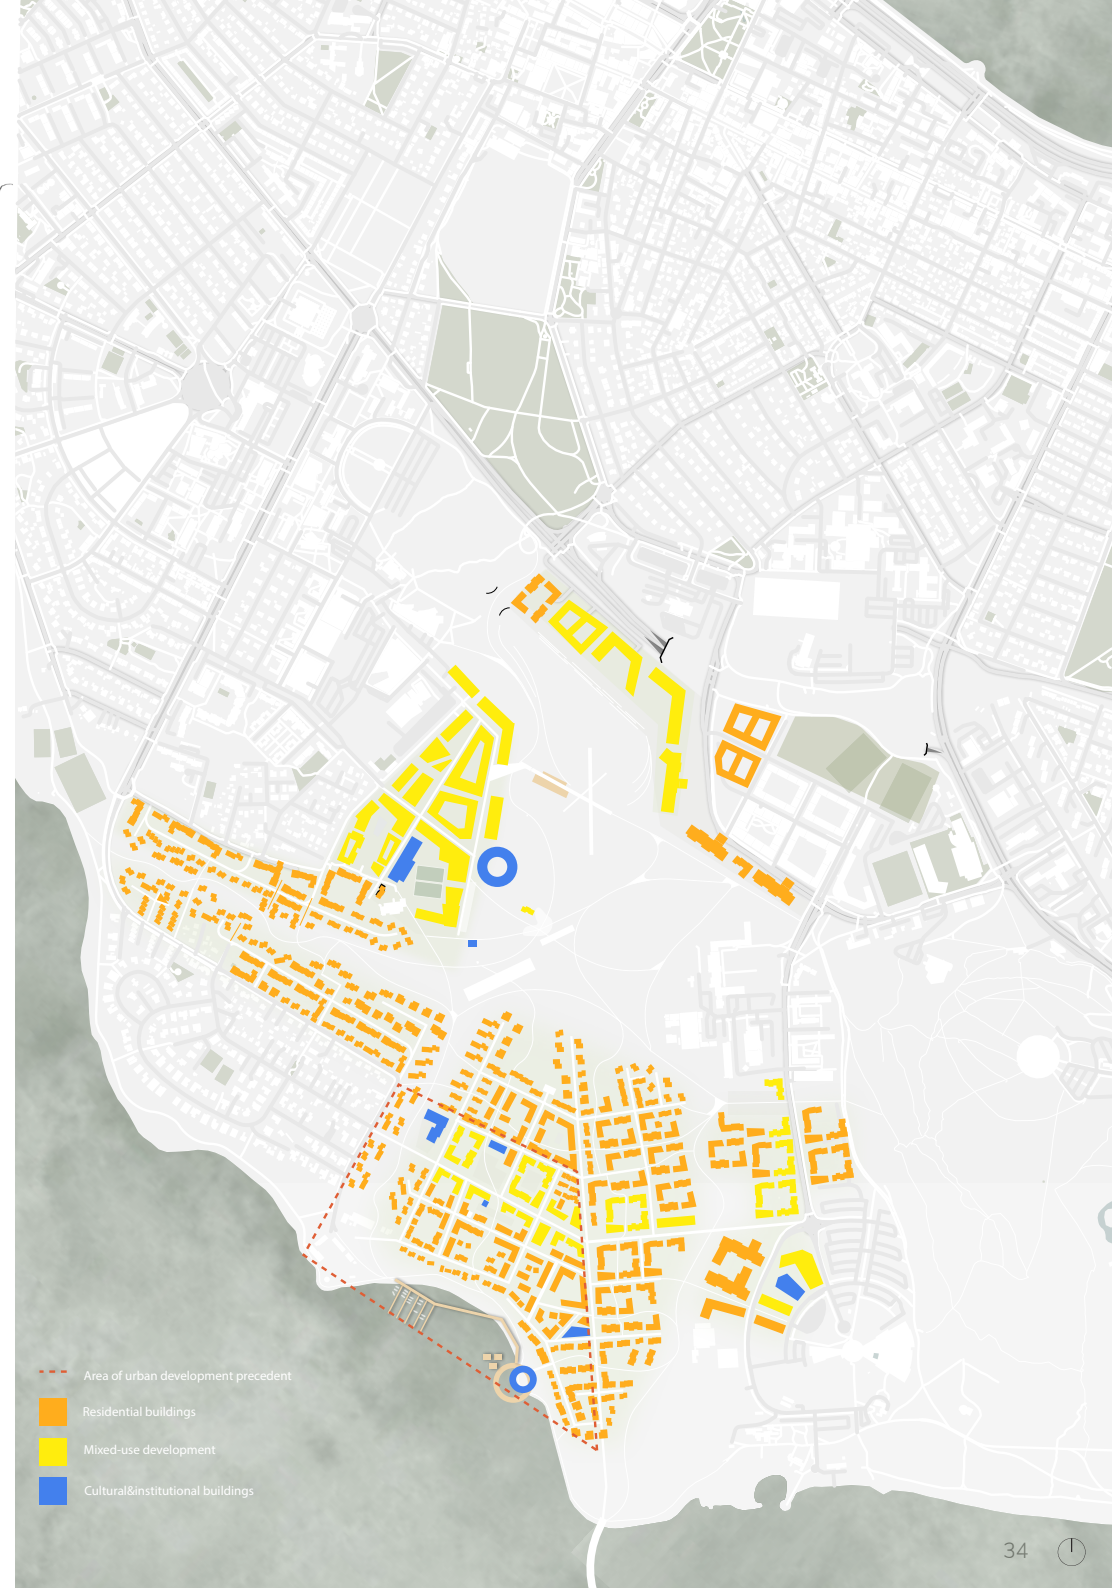 Area of urban development precedent
Residential buildings
Mixed-use development
Cultural&institutional buildings
34